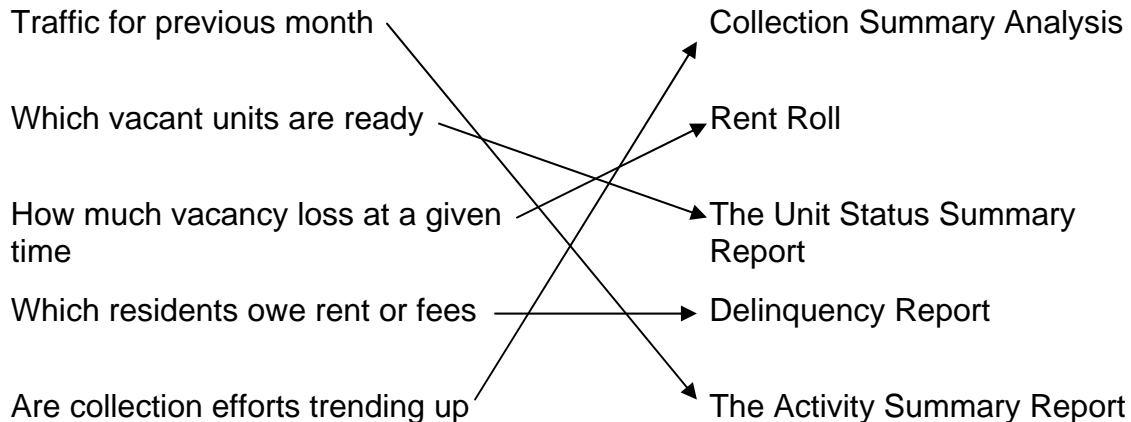 Traffic for previous month
Collection Summary Analysis
Which vacant units are ready
Rent Roll
How much vacancy loss at a given
time
The Unit Status Summary
Report
Which residents owe rent or fees
Delinquency Report
Are collection efforts trending up
The Activity Summary Report